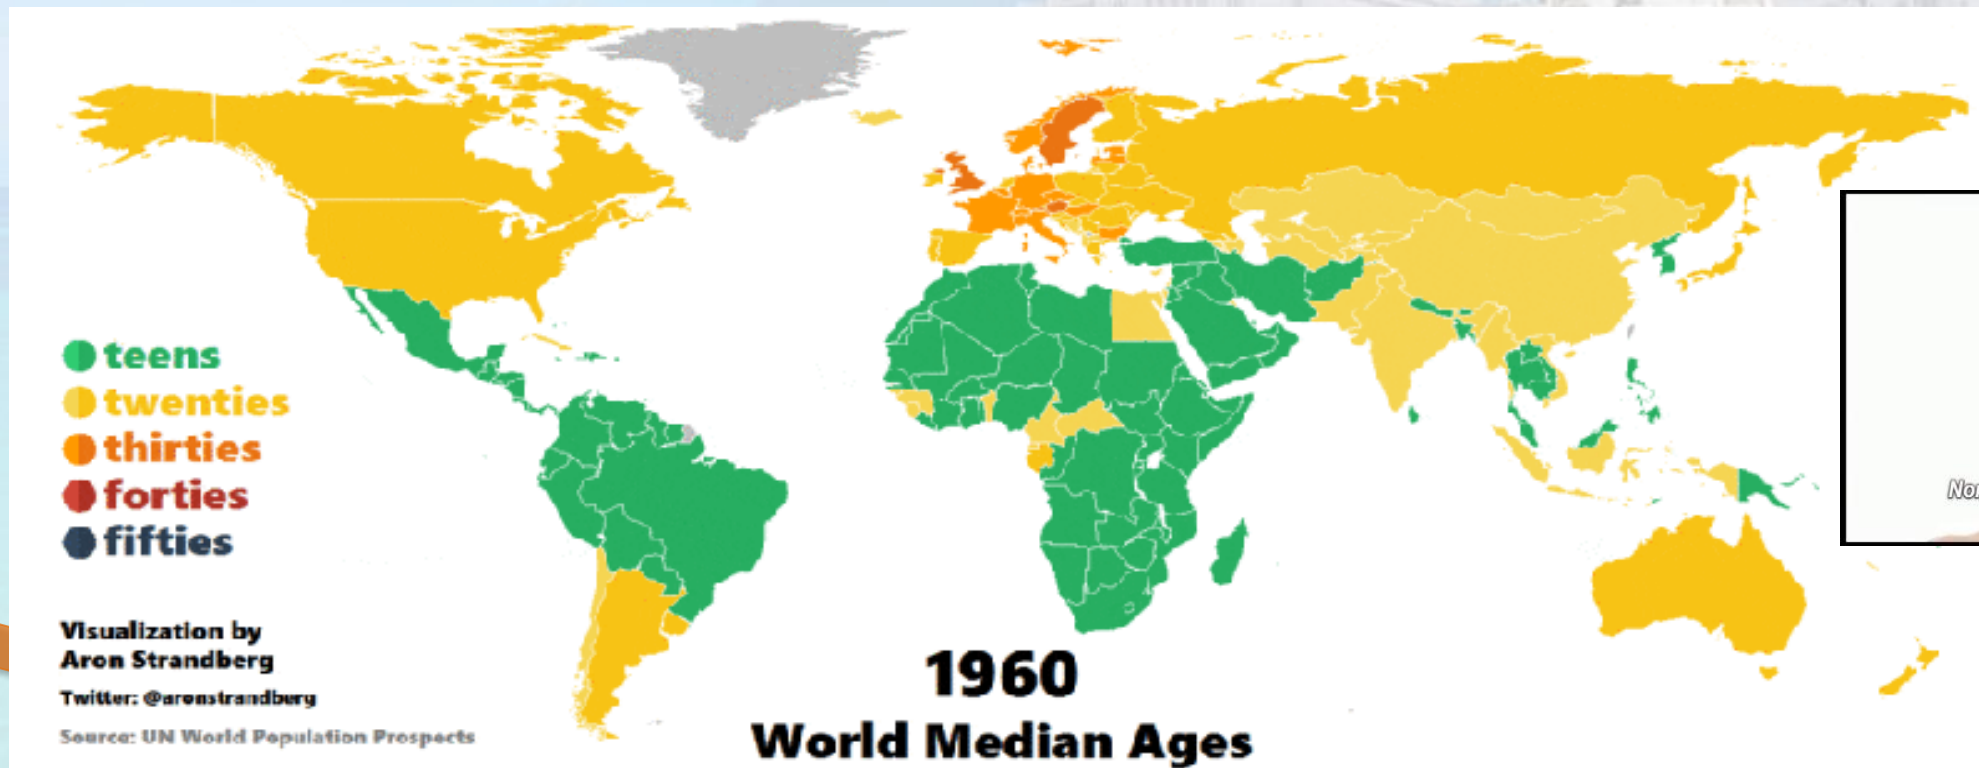 teens
twenties
thirties
forties
fifties
Visualization by
Aron Strandberg
Twitter: @aronstrandberg
Source: UN World Population Prospects
1960
World Median Ages